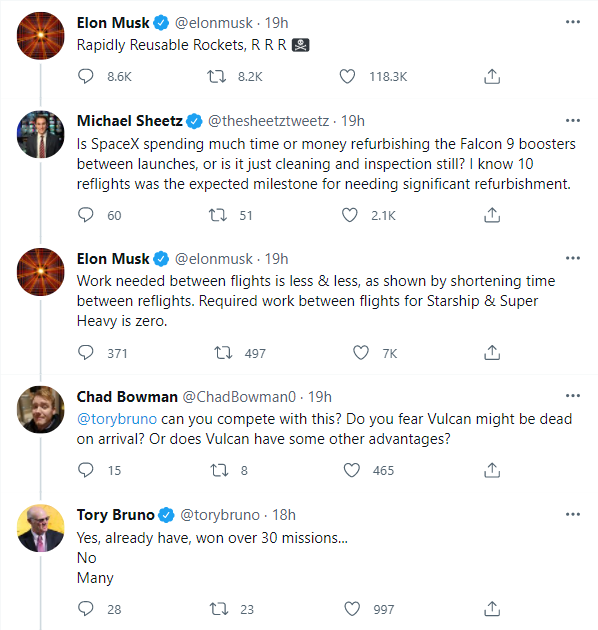 Elon Musk @elonmusk · 19h
Rapidly Reusable Rockets, R R R 🏴‍☠️
8.6K 8.2K 118.3K
Michael Sheetz @thesheetztweetz · 19h
Is SpaceX spending much time or money refurbishing the Falcon 9 boosters
between launches, or is it just cleaning and inspection still? I know 10
reflights was the expected milestone for needing significant refurbishment.
60 51 2.1K
Elon Musk @elonmusk · 19h
Work needed between flights is less & less, as shown by shortening time
between reflights. Required work between flights for Starship & Super
Heavy is zero.
371 497 7K
Chad Bowman @ChadBowman0 · 19h
@torybruno can you compete with this? Do you fear Vulcan might be dead
on arrival? Or does Vulcan have some other advantages?
15 8 465
Tory Bruno @torybruno · 18h
Yes, already have, won over 30 missions...
No
Many
28 23 997